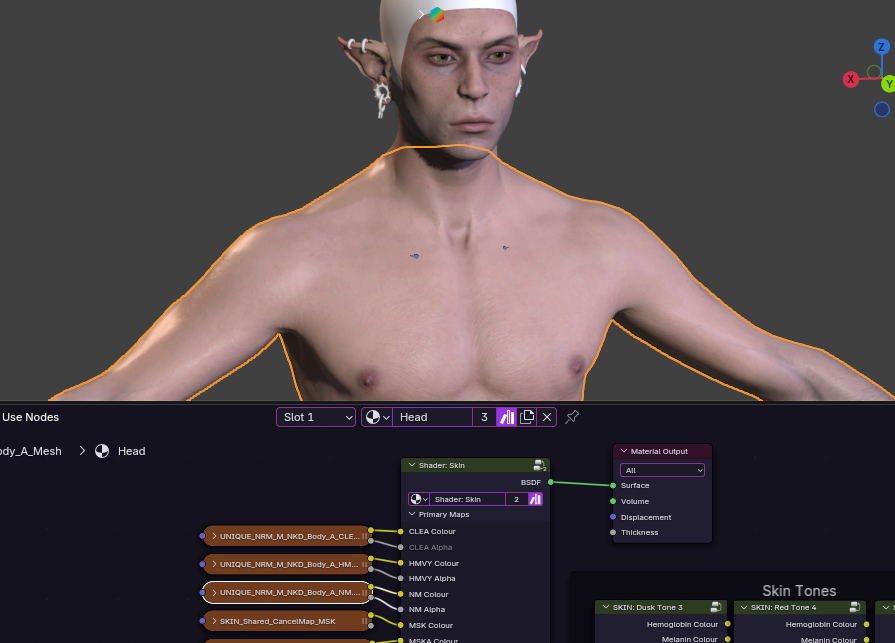 Z
X
Y
Use Nodes
Slot 1
Head
3
ody_A_Mesh > Head
Material Output
All
Surface
Volume
Displacement
Thickness
Shader: Skin
BSDF
Shader: Skin
2
Primary Maps
CLEA Colour
CLEA Alpha
HMVY Colour
HMVY Alpha
NM Colour
NM Alpha
MSK Colour
MSKA Colour
UNIQUE_NRM_M_NKD_Body_A_CLE...
UNIQUE_NRM_M_NKD_Body_A_HM...
UNIQUE_NRM_M_NKD_Body_A_NM...
SKIN_Shared_CancelMap_MSK
Skin Tones
SKIN: Dusk Tone 3
Hemoglobin Colour
Melanin Colour
SKIN: Red Tone 4
Hemoglobin Colour
Melanin Colour